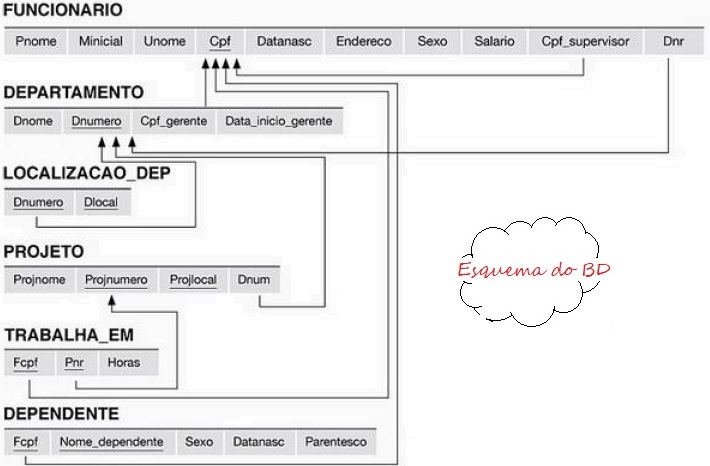 FUNCIONARIO
Pnome Minicial Unome Cpf Datanasc Endereco Sexo Salario Cpf_supervisor Dnr
DEPARTAMENTO
Dnome Dnumero Cpf_gerente Data_inicio_gerente
LOCALIZACAO_DEP
Dnumero Dlocal
PROJETO
Projnome Projnumero Projlocal Dnum
Esquema do BD
TRABALHA_EM
Fcpf Pnr Horas
DEPENDENTE
Fcpf Nome_dependente Sexo Datanasc Parentesco